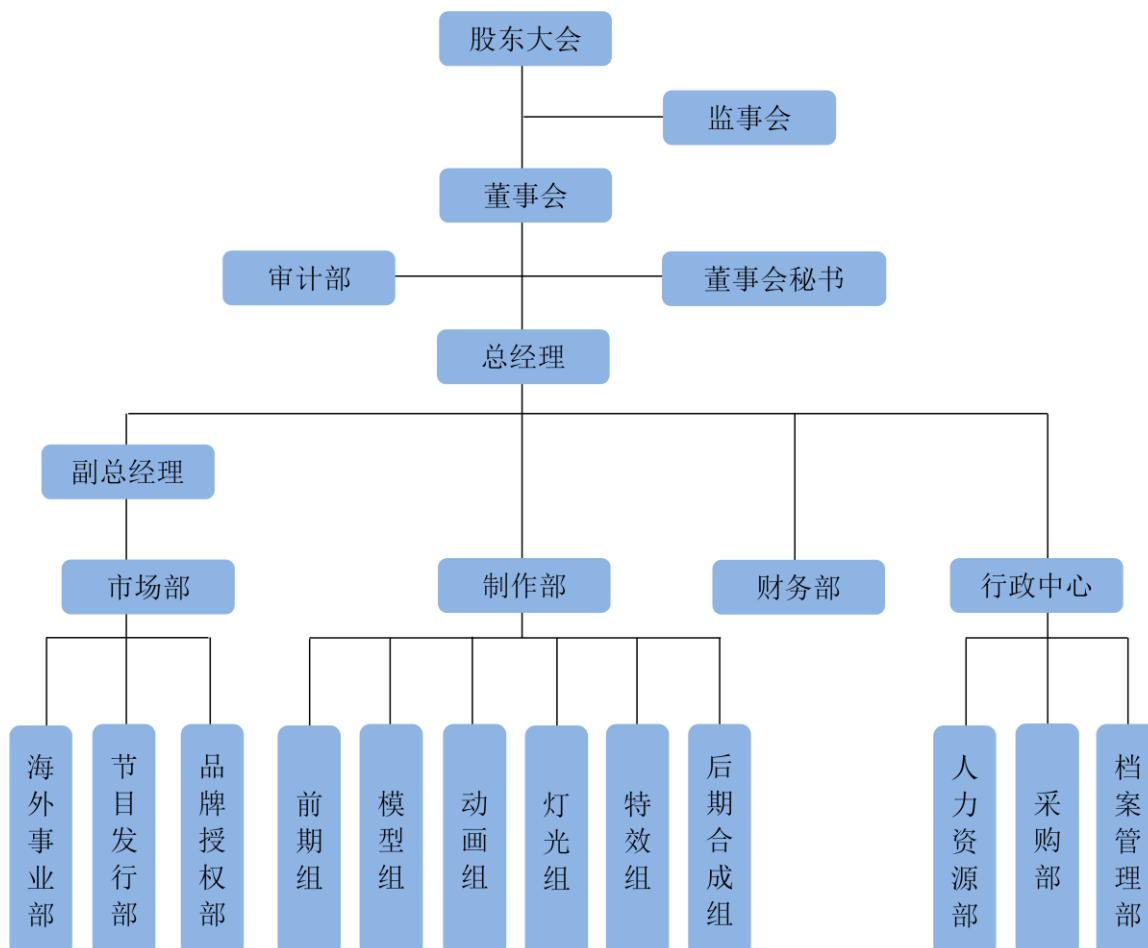 股东大会
监事会
董事会
审计部
董事会秘书
总经理
副总经理
市场部
制作部
财务部
行政中心
海外事业部
节目发行部
品牌授权部
前期组
模型组
动画组
灯光组
特效组
后期合成组
人力资源部
采购部
档案管理部